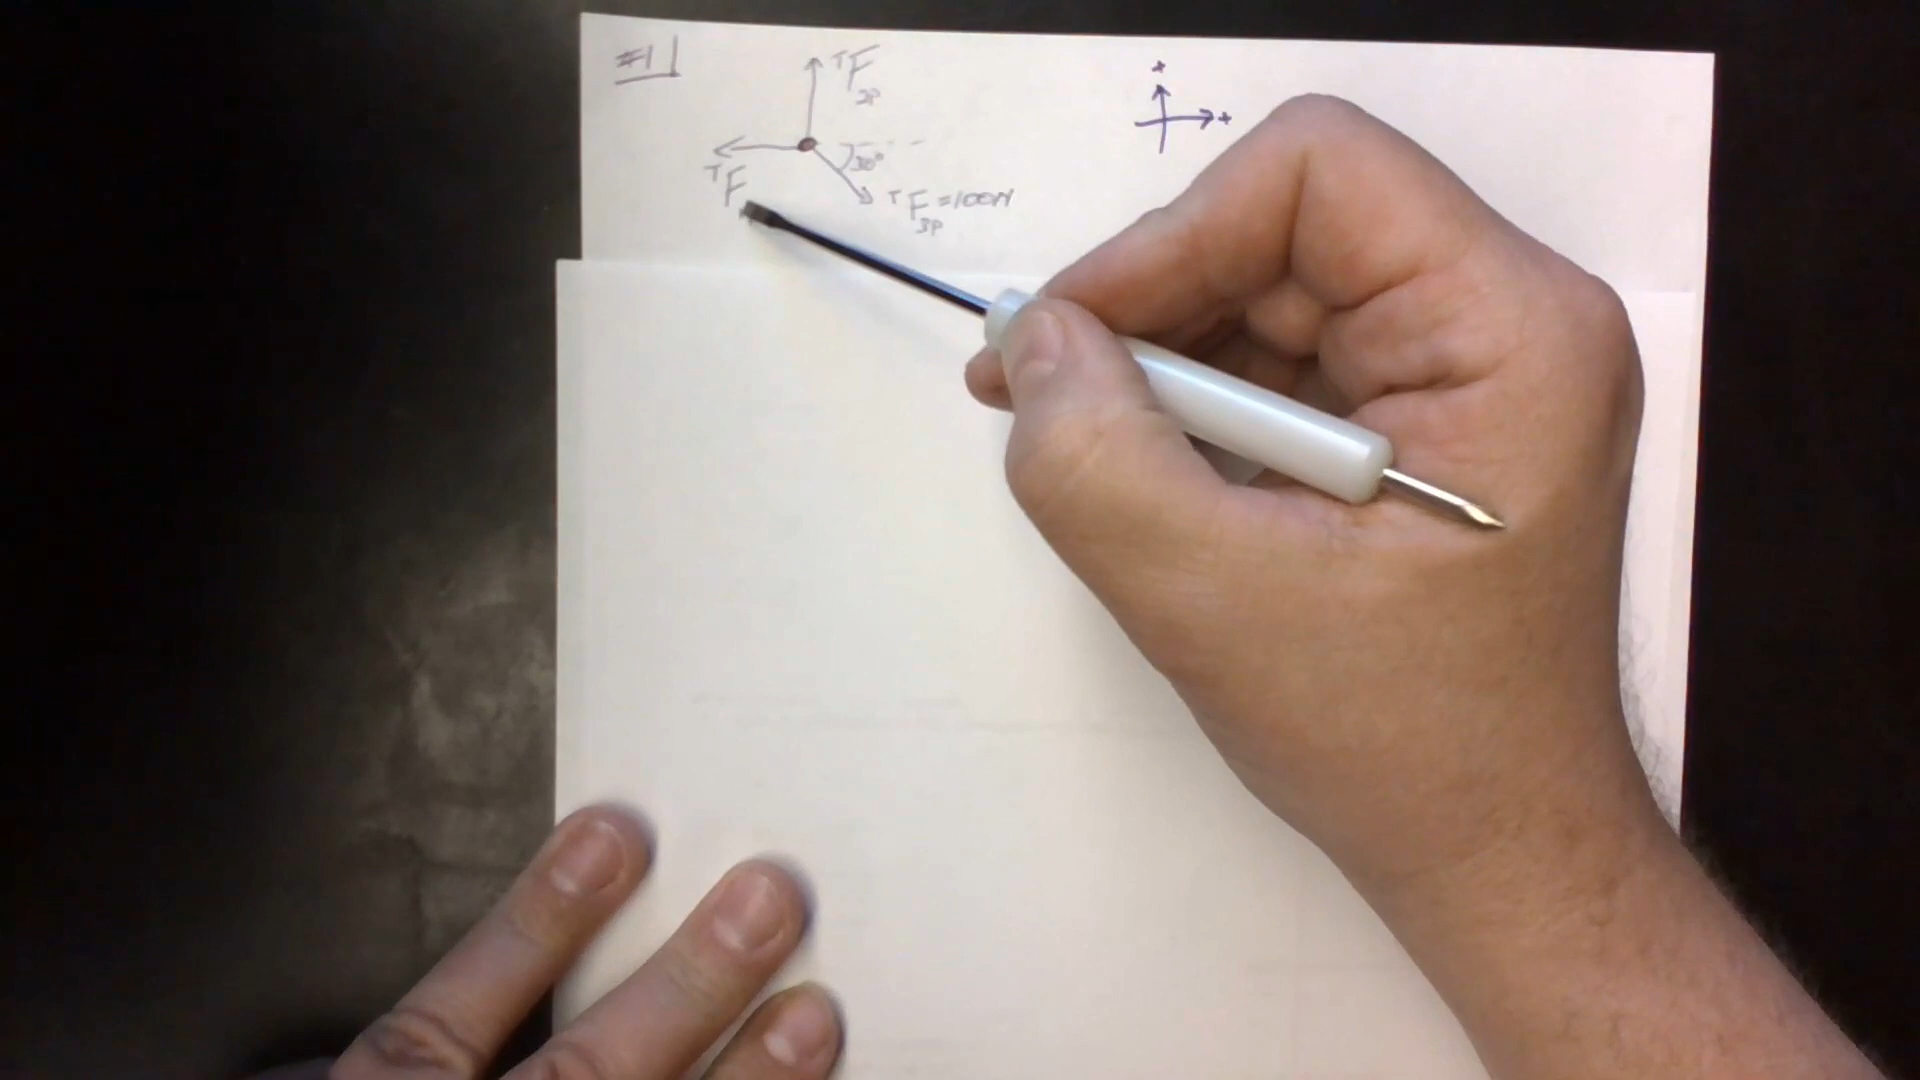 #1
+
TF2P
+
30°
TF
TF3P=100N